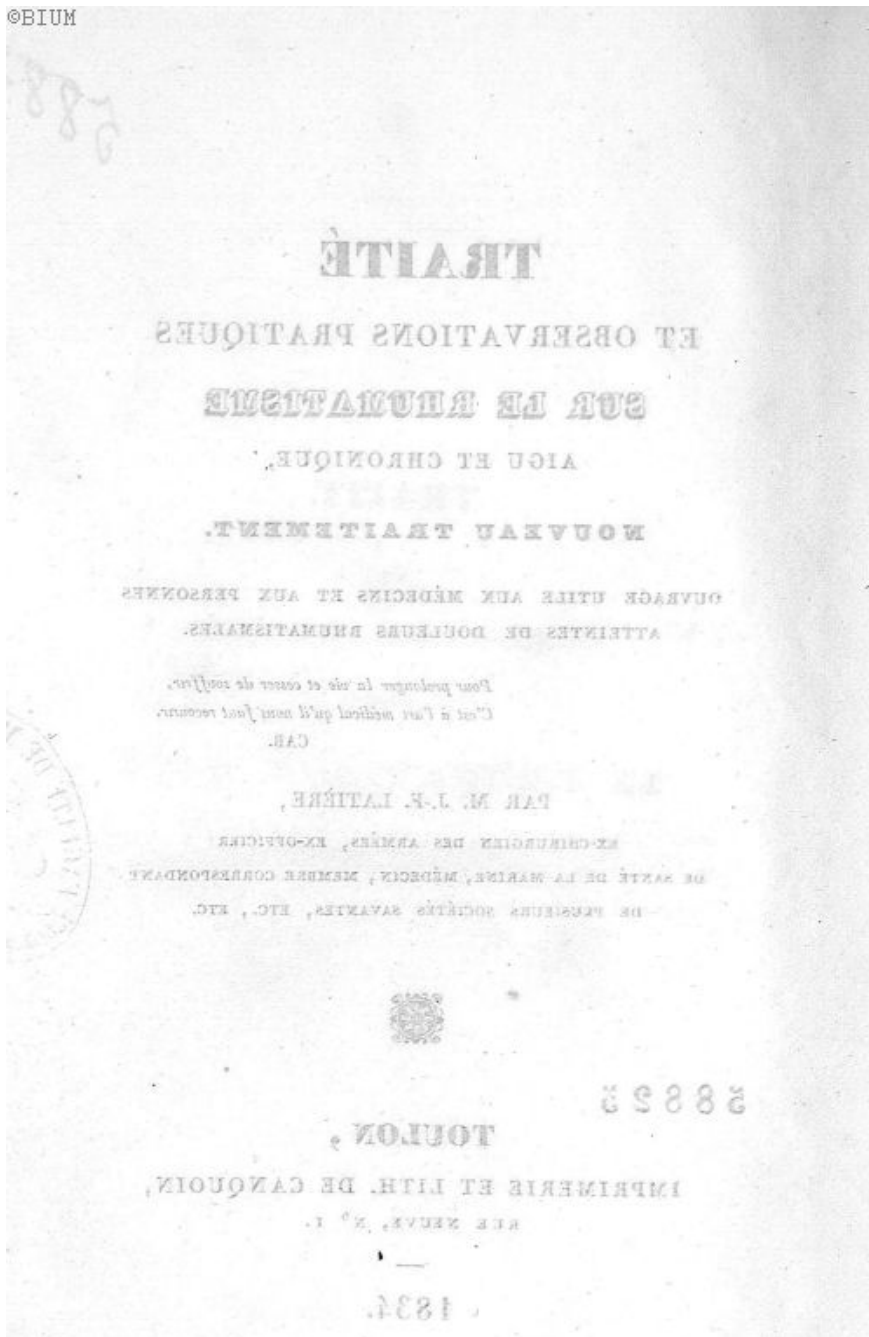 ©BIUM
588
TRAITÉ
ET OBSERVATIONS PRATIQUES
SUR LE RHUMATISME
AIGU ET CHRONIQUE,
NOUVEAU TRAITEMENT.
OUVRAGE UTILE AUX MÉDECINS ET AUX PERSONNES
ATTEINTES DE DOULEURS RHUMATISMALES.
Pour prolonger la vie et cesser de souffrir,
C'est à l'art médical qu'il nous faut recourir.
CAB.
PAR M. J.-F. LATIÈRE,
EX-CHIRURGIEN DES ARMÉES, EX-OFFICIER
DE SANTÉ DE LA MARINE, MÉDECIN, MEMBRE CORRESPONDANT
DE PLUSIEURS SOCIÉTÉS SAVANTES, ETC., ETC.
58825
TOULON,
IMPRIMERIE ET LITH. DE CANQUOIN,
RUE NEUVE, Nº 1.
1834.